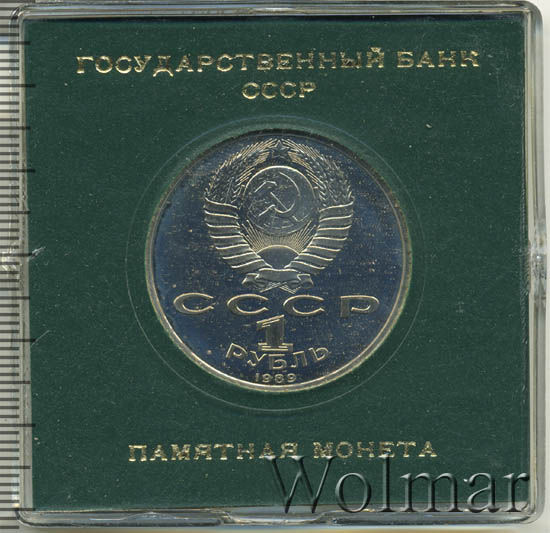 ГОСУДАРСТВЕННЫЙ БАНК
СССР
СССР
1
РУБЛЬ
1989
ПАМЯТНАЯ МОНЕТА
Wolmar